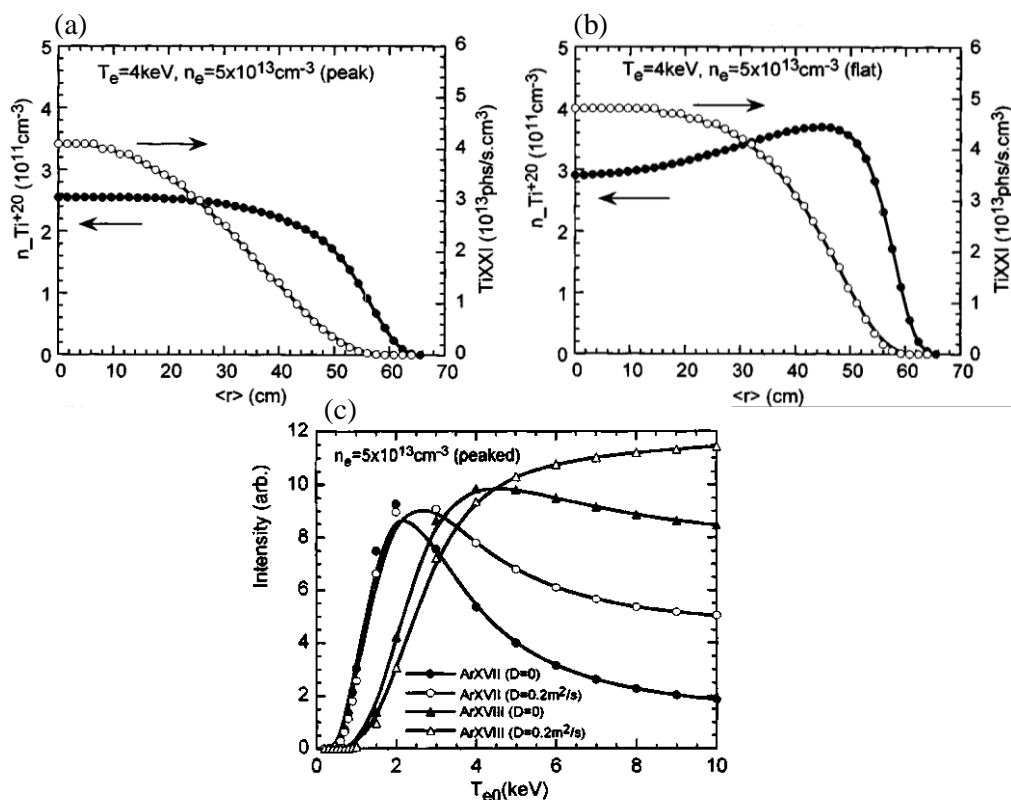 (a)
T_e=4keV, n_e=5x10^13cm^-3 (peak)
n_Ti^+20 (10^11cm^-3)
5
4
3
2
1
0
TiXXI (10^13phs/s.cm^3)
6
5
4
3
2
1
0
0 10 20 30 40 50 60 70
<r> (cm)
(b)
T_e=4keV, n_e=5x10^13cm^-3 (flat)
n_Ti^+20 (10^11cm^-3)
5
4
3
2
1
0
TiXXI (10^13phs/s.cm^3)
6
5
4
3
2
1
0
0 10 20 30 40 50 60 70
<r> (cm)
(c)
n_e=5x10^13cm^-3 (peaked)
Intensity (arb.)
12
10
8
6
4
2
0
ArXVII (D=0)
ArXVII (D=0.2m^2/s)
ArXVIII (D=0)
ArXVIII (D=0.2m^2/s)
0 2 4 6 8 10
T_e0(keV)